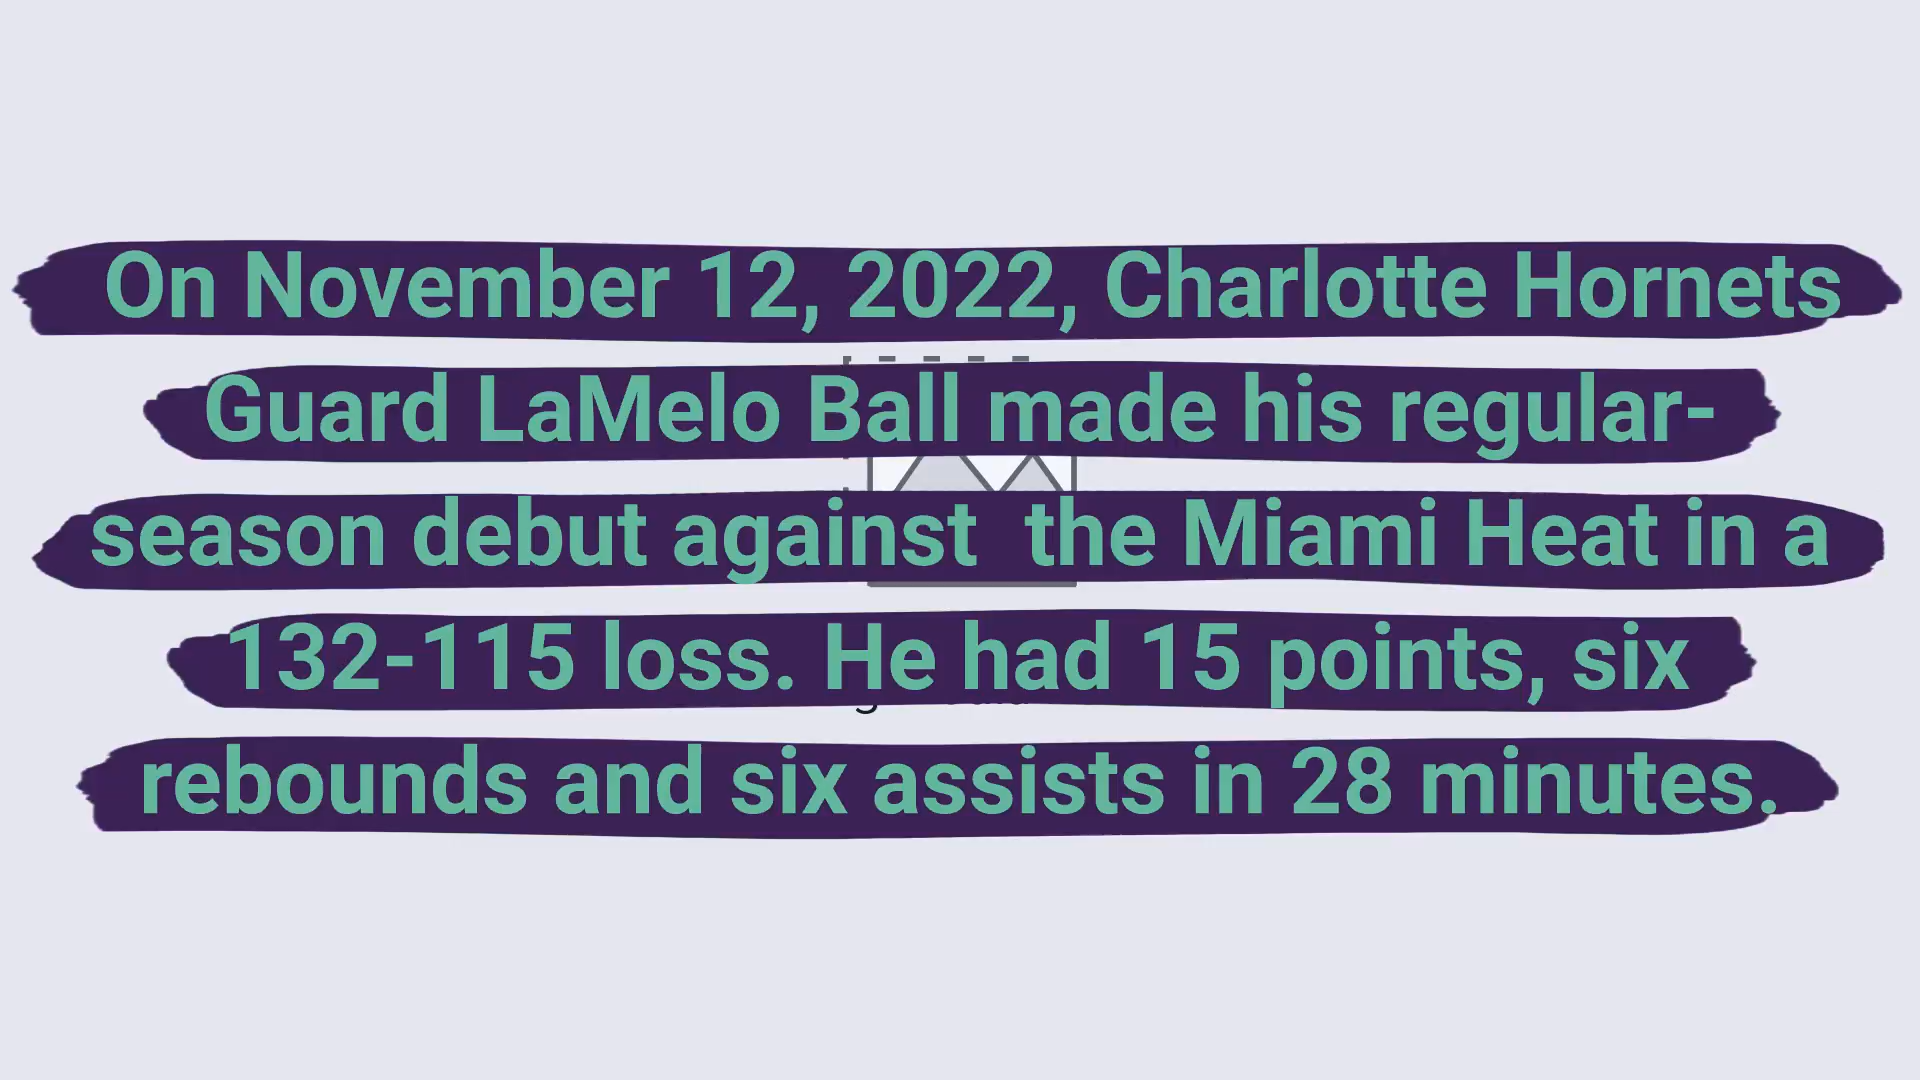 On November 12, 2022, Charlotte Hornets
Guard LaMelo Ball made his regular-
season debut against  the Miami Heat in a
132-115 loss. He had 15 points, six
rebounds and six assists in 28 minutes.